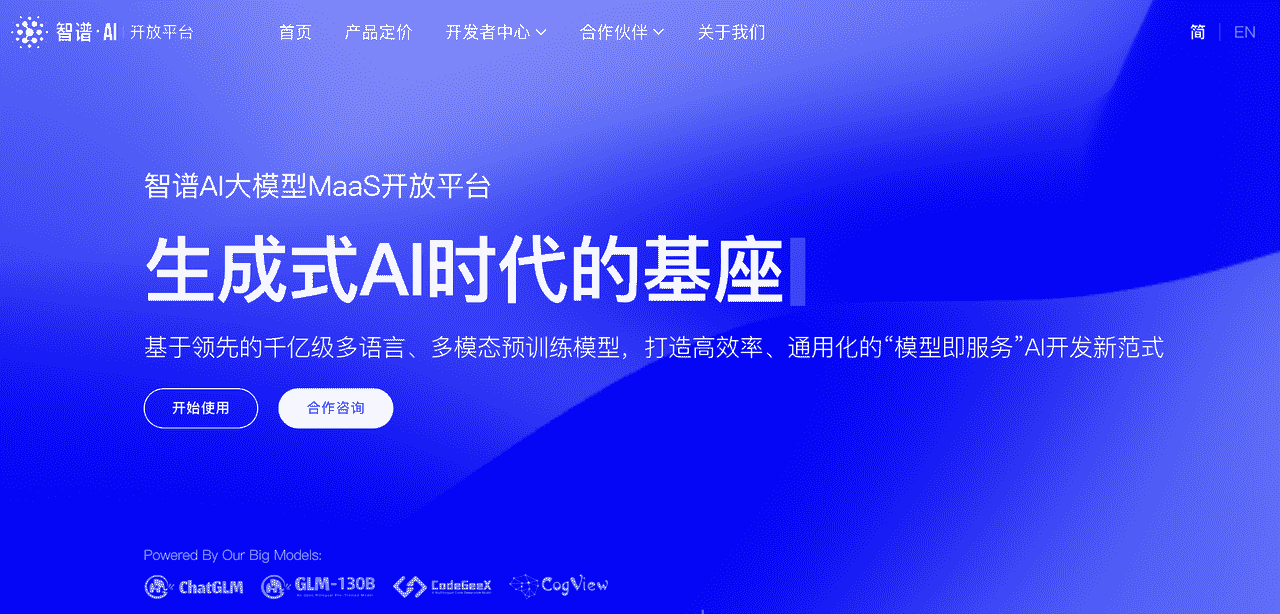 智谱·AI 开放平台 首页 产品定价 开发者中心 合作伙伴 关于我们 简 EN
智谱AI大模型MaaS开放平台
生成式AI时代的基座
基于领先的千亿级多语言、多模态预训练模型，打造高效率、通用化的“模型即服务”AI开发新范式
开始使用 合作咨询
Powered By Our Big Models:
ChatGLM GLM-130B CodeGeeX CogView